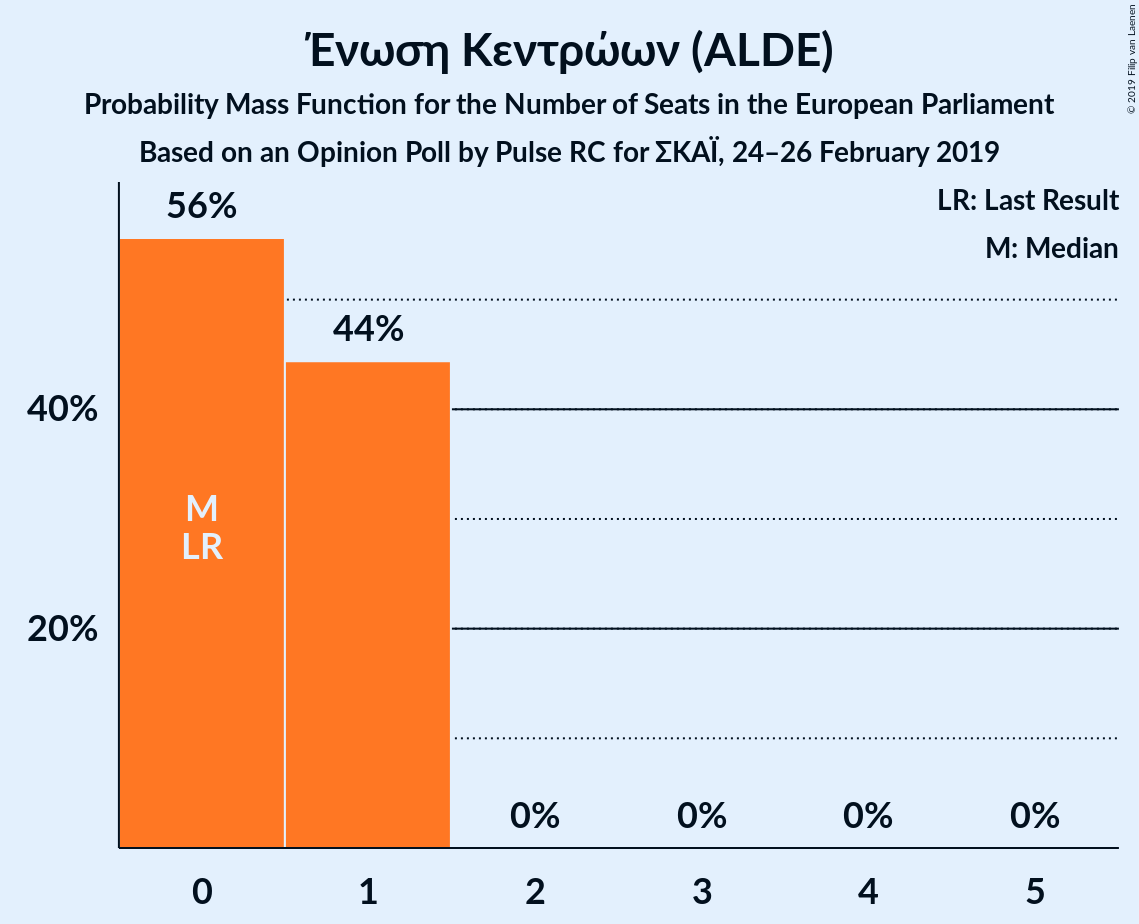 Ένωση Κεντρώων (ALDE)
Probability Mass Function for the Number of Seats in the European Parliament
Based on an Opinion Poll by Pulse RC for ΣΚΑΪ, 24–26 February 2019
© 2019 Filip van Laenen
LR: Last Result
M: Median
56%
44%
40%
M
LR
20%
0% 0% 0% 0%
0 1 2 3 4 5